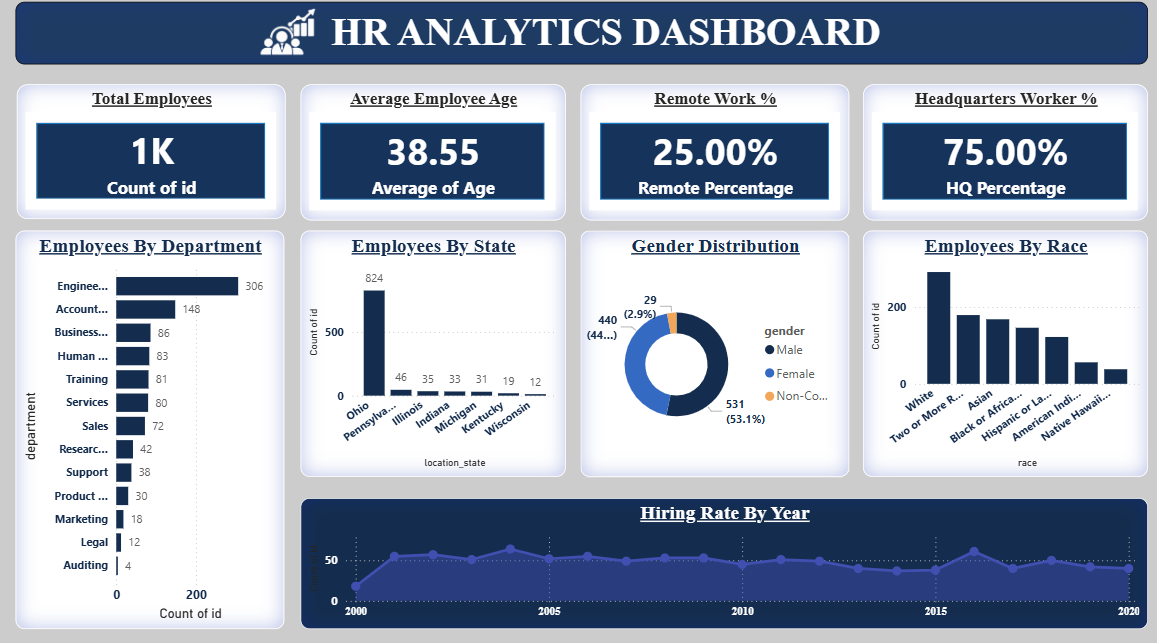 HR ANALYTICS DASHBOARD
Total Employees
1K
Count of id
Average Employee Age
38.55
Average of Age
Remote Work %
25.00%
Remote Percentage
Headquarters Worker %
75.00%
HQ Percentage
Employees By Department
department
Enginee... 306
Account... 148
Business... 86
Human ... 83
Training 81
Services 80
Sales 72
Researc... 42
Support 38
Product ... 30
Marketing 18
Legal 12
Auditing 4
0 200
Count of id
Employees By State
Count of id
500
0
824 46 35 33 31 19 12
Ohio Pennsylva... Illinois Indiana Michigan Kentucky Wisconsin
location_state
Gender Distribution
29
(2.9%)
440
(44...)
531
(53.1%)
gender
Male
Female
Non-Co...
Employees By Race
Count of id
200
0
White Two or More R... Asian Black or Africa... Hispanic or La... American Indi... Native Hawaii...
race
Hiring Rate By Year
50
0
2000 2005 2010 2015 2020